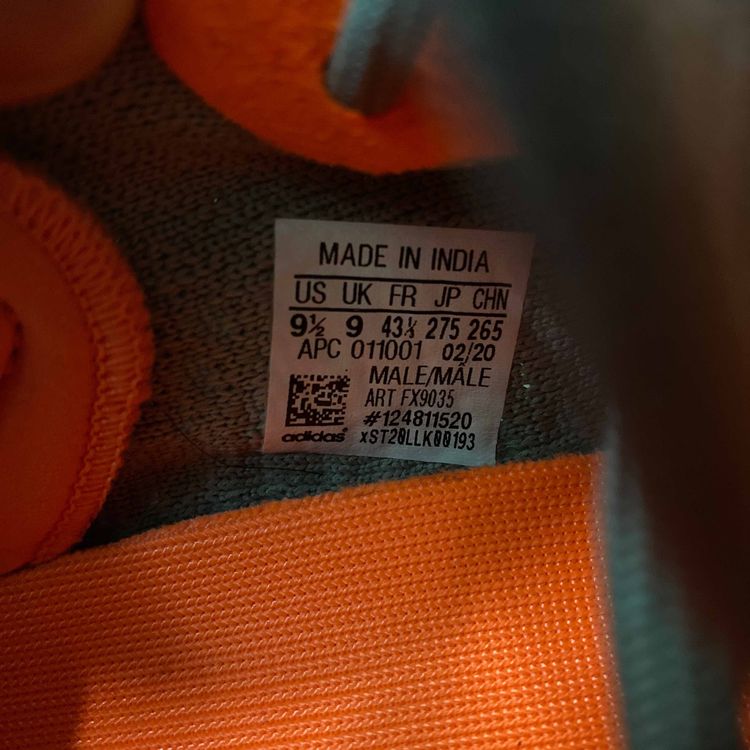 MADE IN INDIA
US UK FR JP CHN
9½ 9 43⅓ 275 265
APC 011001 02/20
MALE/MÂLE
ART FX9035
#124811520
adidas® xST20LLK00193